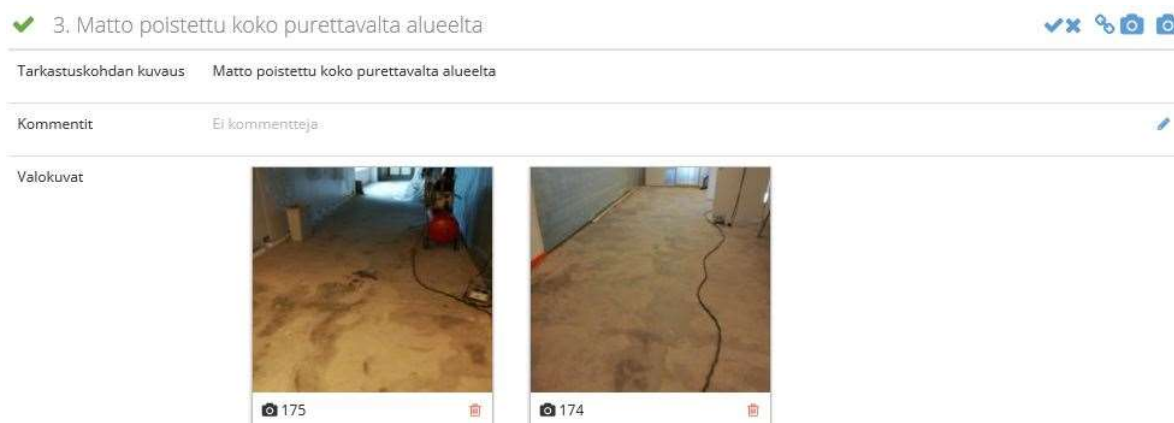 3. Matto poistettu koko purettavalta alueelta
Tarkastuskohdan kuvaus Matto poistettu koko purettavalta alueelta
Kommentit Ei kommentteja
Valokuvat
175 174